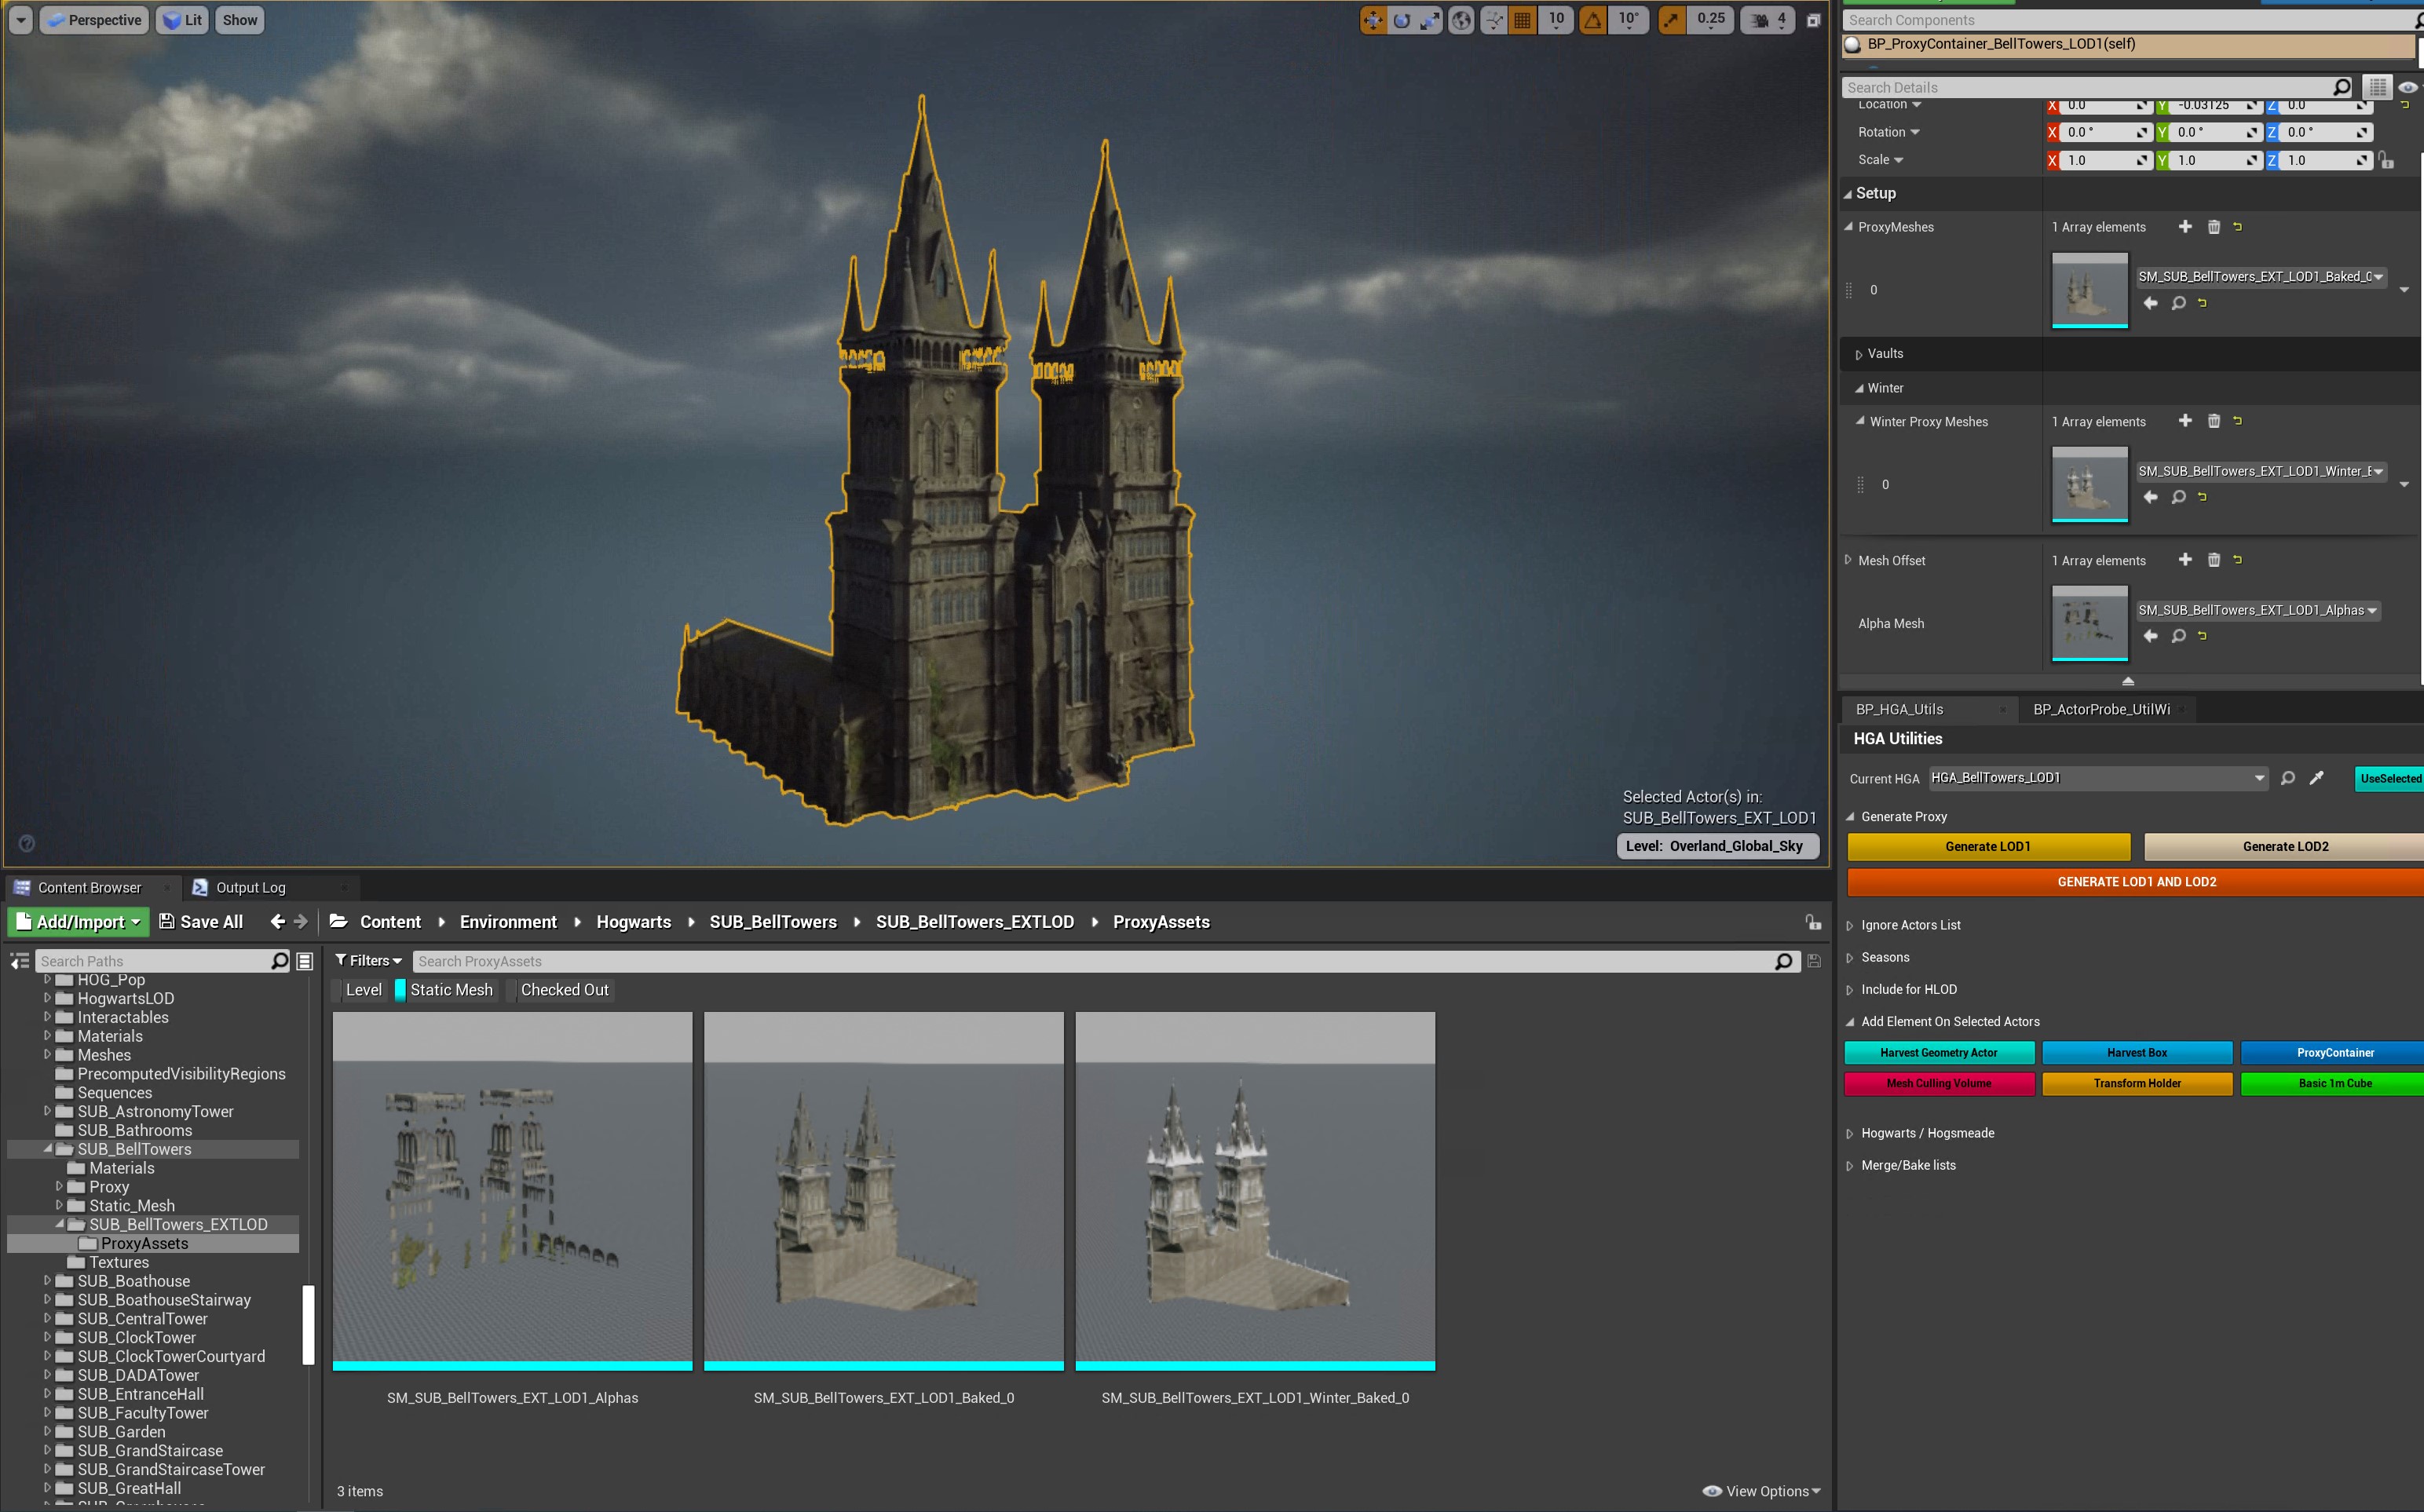 Perspective
Lit
Show
10
10°
0.25
4
Selected Actor(s) in:
SUB_BellTowers_EXT_LOD1
Level: Overland_Global_Sky
Search Components
BP_ProxyContainer_BellTowers_LOD1(self)
Search Details
Location X 0.0 Y -0.03125 Z 0.0
Rotation X 0.0 ° Y 0.0 ° Z 0.0 °
Scale X 1.0 Y 1.0 Z 1.0
Setup
ProxyMeshes 1 Array elements
0 SM_SUB_BellTowers_EXT_LOD1_Baked_0
Vaults
Winter
Winter Proxy Meshes 1 Array elements
0 SM_SUB_BellTowers_EXT_LOD1_Winter_
Mesh Offset 1 Array elements
Alpha Mesh SM_SUB_BellTowers_EXT_LOD1_Alphas
BP_HGA_Utils BP_ActorProbe_UtilWi
HGA Utilities
Current HGA HGA_BellTowers_LOD1 UseSelected
Generate Proxy
Generate LOD1 Generate LOD2
GENERATE LOD1 AND LOD2
Ignore Actors List
Seasons
Include for HLOD
Add Element On Selected Actors
Harvest Geometry Actor Harvest Box ProxyContainer
Mesh Culling Volume Transform Holder Basic 1m Cube
Hogwarts / Hogsmeade
Merge/Bake lists
Content Browser Output Log
Add/Import Save All Content Environment Hogwarts SUB_BellTowers SUB_BellTowers_EXTLOD ProxyAssets
Search Paths
HOG_Pop
HogwartsLOD
Interactables
Materials
Meshes
PrecomputedVisibilityRegions
Sequences
SUB_AstronomyTower
SUB_Bathrooms
SUB_BellTowers
Materials
Proxy
Static_Mesh
SUB_BellTowers_EXTLOD
ProxyAssets
Textures
SUB_Boathouse
SUB_BoathouseStairway
SUB_CentralTower
SUB_ClockTower
SUB_ClockTowerCourtyard
SUB_DADATower
SUB_EntranceHall
SUB_FacultyTower
SUB_Garden
SUB_GrandStaircase
SUB_GrandStaircaseTower
SUB_GreatHall
Filters Search ProxyAssets
Level Static Mesh Checked Out
SM_SUB_BellTowers_EXT_LOD1_Alphas
SM_SUB_BellTowers_EXT_LOD1_Baked_0
SM_SUB_BellTowers_EXT_LOD1_Winter_Baked_0
3 items
View Options